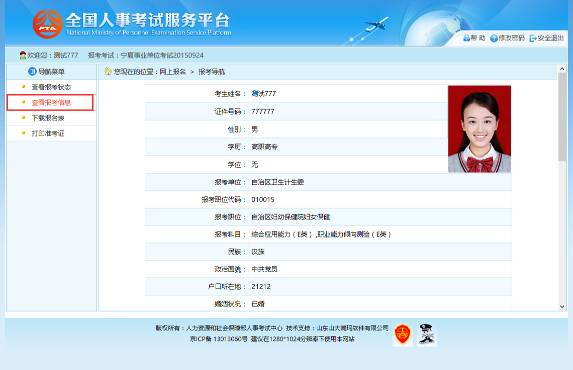 全国人事考试服务平台
National Ministry of Personnel Examination Service Platform
PTA
帮助 修改密码 安全退出
欢迎您：测试777 报考考试：宁夏事业单位考试20150924
导航菜单
查看报考状态
查看报考信息
下载报名表
打印准考证
您现在的位置：网上报名 > 报考导航
考生姓名： 测试777
证件号码： 777777
性别： 男
学历： 高职高专
学位： 无
报考单位： 自治区卫生计生委
报考职位代码： 010015
报考职位： 自治区妇幼保健院妇女保健
报考科目： 综合应用能力（E类）,职业能力倾向测验（E类）
民族： 汉族
政治面貌： 中共党员
户口所在地： 21212
婚姻状况： 已婚
版权所有：人力资源和社会保障部人事考试中心 技术支持：山东山大鸥玛软件有限公司
京ICP备 13013060号 建议在1280*1024分辨率下使用本网站